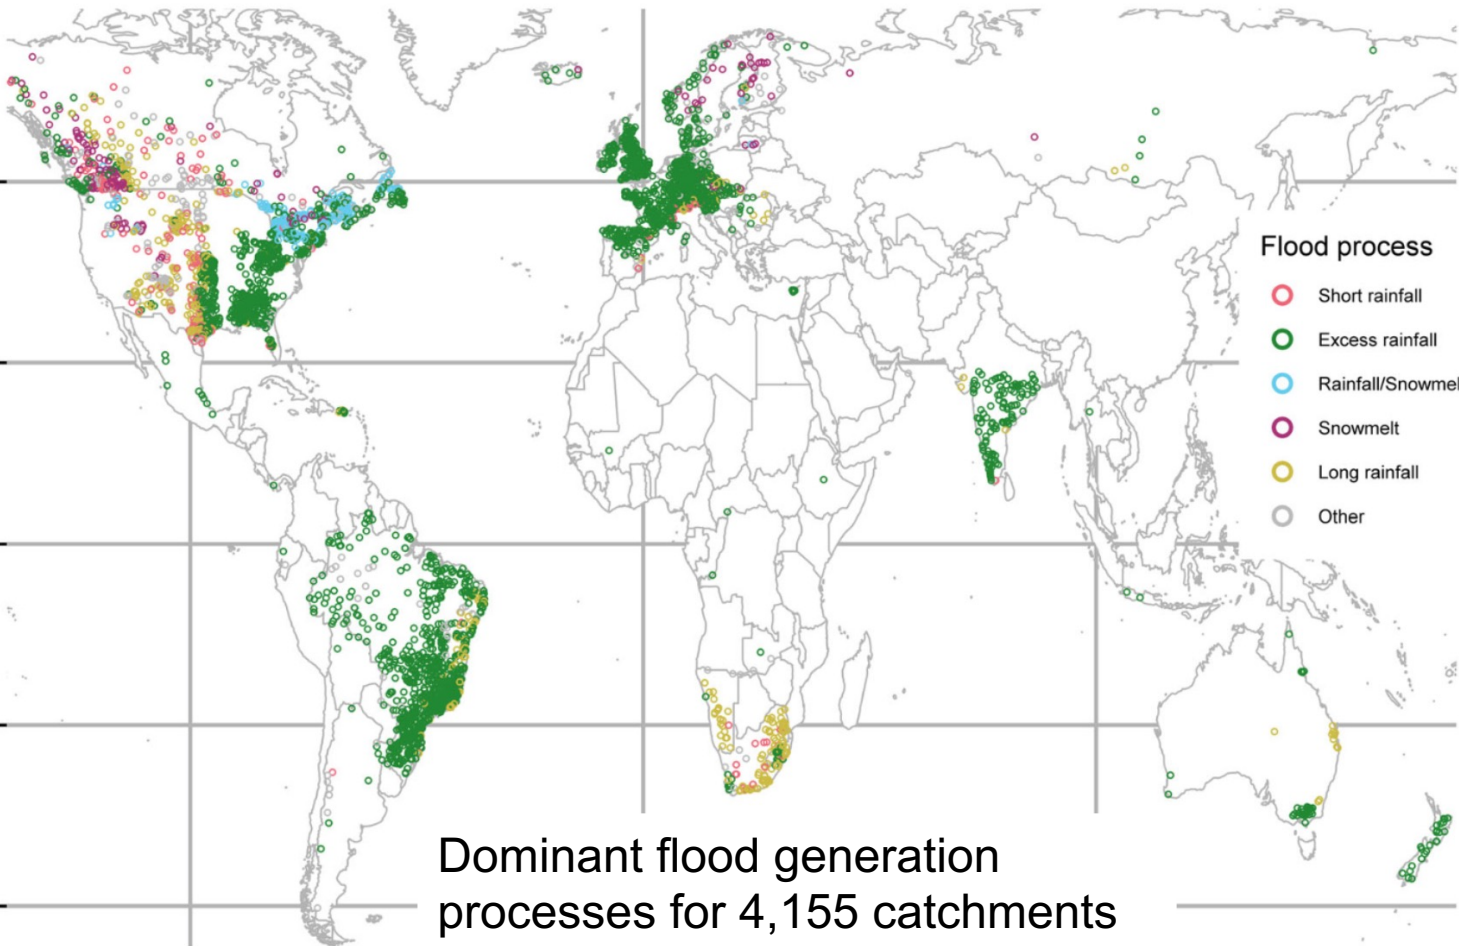 Flood process
Short rainfall
Excess rainfall
Rainfall/Snowmel
Snowmelt
Long rainfall
Other
Dominant flood generation
processes for 4,155 catchments